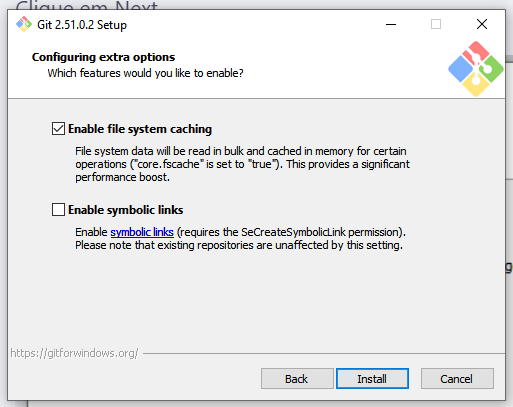 Clique em Next
Git 2.51.0.2 Setup
Configuring extra options
Which features would you like to enable?
Enable file system caching
File system data will be read in bulk and cached in memory for certain
operations ("core.fscache" is set to "true"). This provides a significant
performance boost.
Enable symbolic links
Enable symbolic links (requires the SeCreateSymbolicLink permission).
Please note that existing repositories are unaffected by this setting.
https://gitforwindows.org/
Back
Install
Cancel